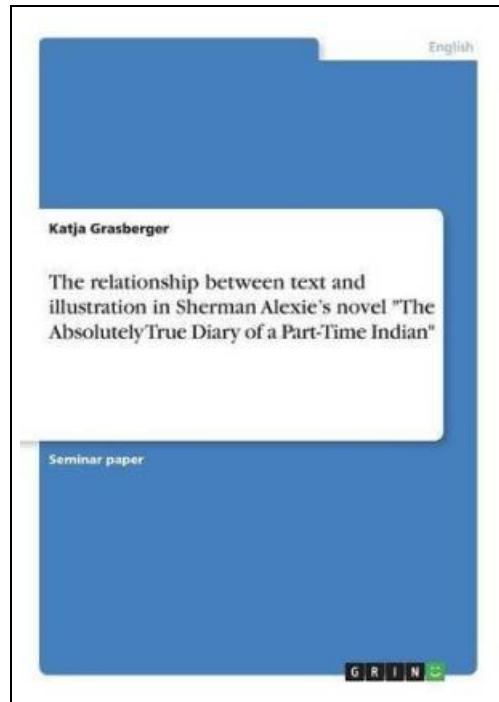 English
Katja Grasberger
The relationship between text and
illustration in Sherman Alexie's novel "The
Absolutely True Diary of a Part-Time Indian"
Seminar paper
GRIN